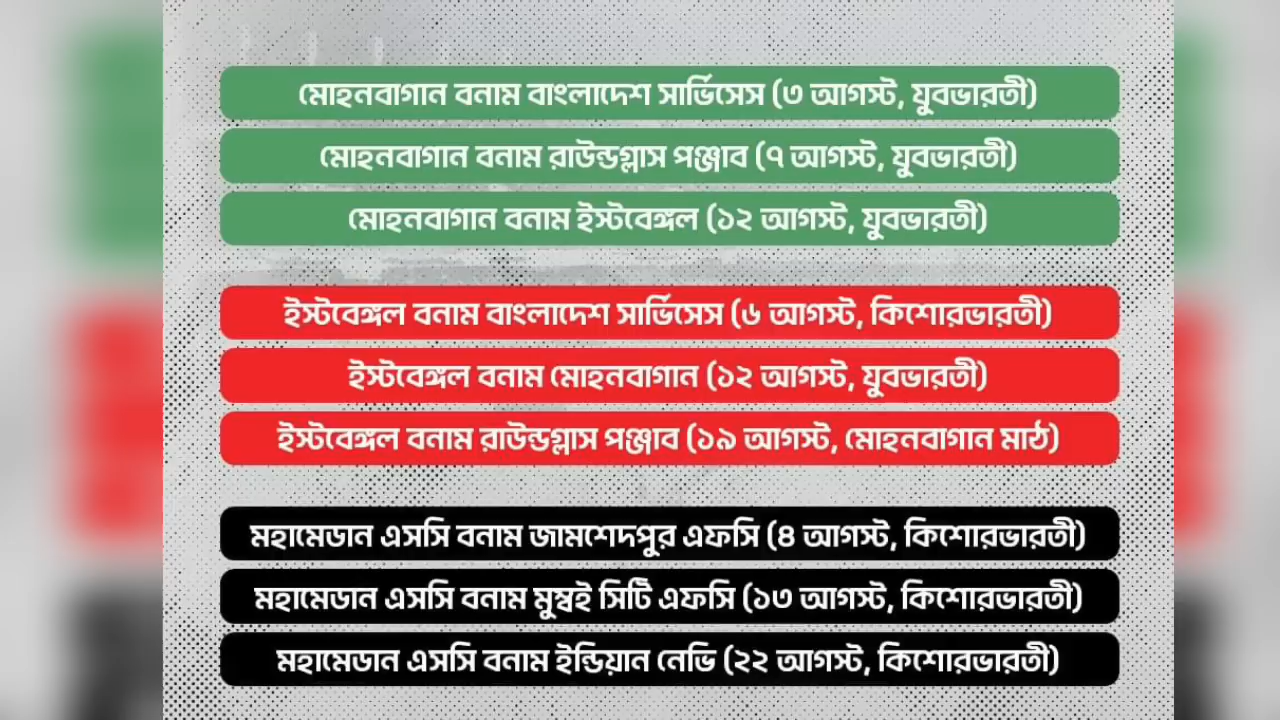 মোহনবাগান বনাম বাংলাদেশ সার্ভিসেস (৩ আগস্ট, যুবভারতী)
মোহনবাগান বনাম রাউন্ডগ্লাস পঞ্জাব (৭ আগস্ট, যুবভারতী)
মোহনবাগান বনাম ইস্টবেঙ্গল (১২ আগস্ট, যুবভারতী)
ইস্টবেঙ্গল বনাম বাংলাদেশ সার্ভিসেস (৬ আগস্ট, কিশোরভারতী)
ইস্টবেঙ্গল বনাম মোহনবাগান (১২ আগস্ট, যুবভারতী)
ইস্টবেঙ্গল বনাম রাউন্ডগ্লাস পঞ্জাব (১৯ আগস্ট, মোহনবাগান মাঠ)
মহামেডান এসসি বনাম জামশেদপুর এফসি (৪ আগস্ট, কিশোরভারতী)
মহামেডান এসসি বনাম মুম্বই সিটি এফসি (১৩ আগস্ট, কিশোরভারতী)
মহামেডান এসসি বনাম ইন্ডিয়ান নেভি (২২ আগস্ট, কিশোরভারতী)